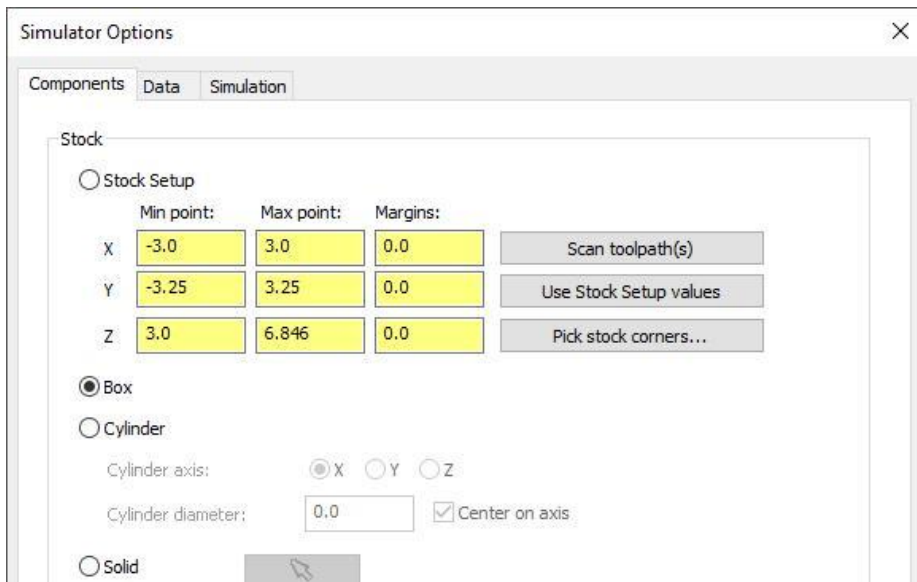 Simulator Options
Components Data Simulation
Stock
Stock Setup
Min point: Max point: Margins:
X -3.0 3.0 0.0 Scan toolpath(s)
Y -3.25 3.25 0.0 Use Stock Setup values
Z 3.0 6.846 0.0 Pick stock corners...
Box
Cylinder
Cylinder axis: X Y Z
Cylinder diameter: 0.0 Center on axis
Solid